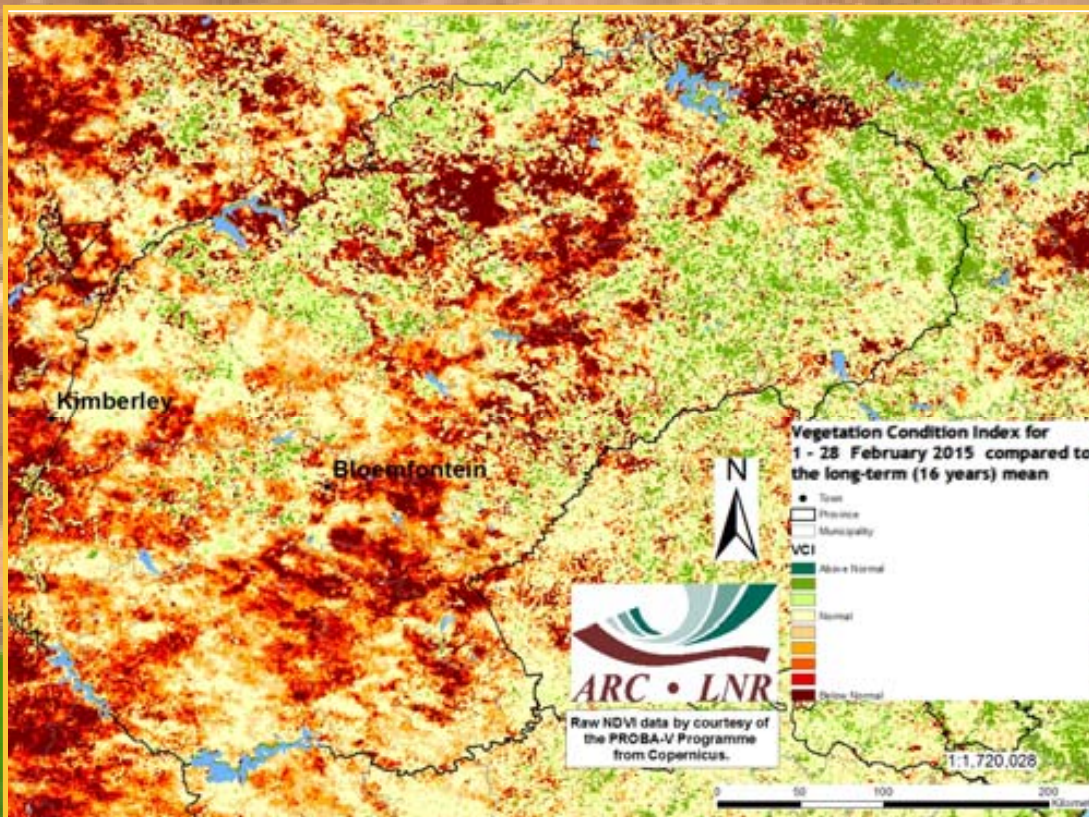 Kimberley
Bloemfontein
Vegetation Condition Index for
1 - 28 February 2015 compared to
the long-term (16 years) mean
N
Town
Province
Municipality
VCI
Above Normal
Normal
Below Normal
ARC • LNR
Raw NDVI data by courtesy of
the PROBA-V Programme
from Copernicus.
1:1,720,028
0 50 100 200